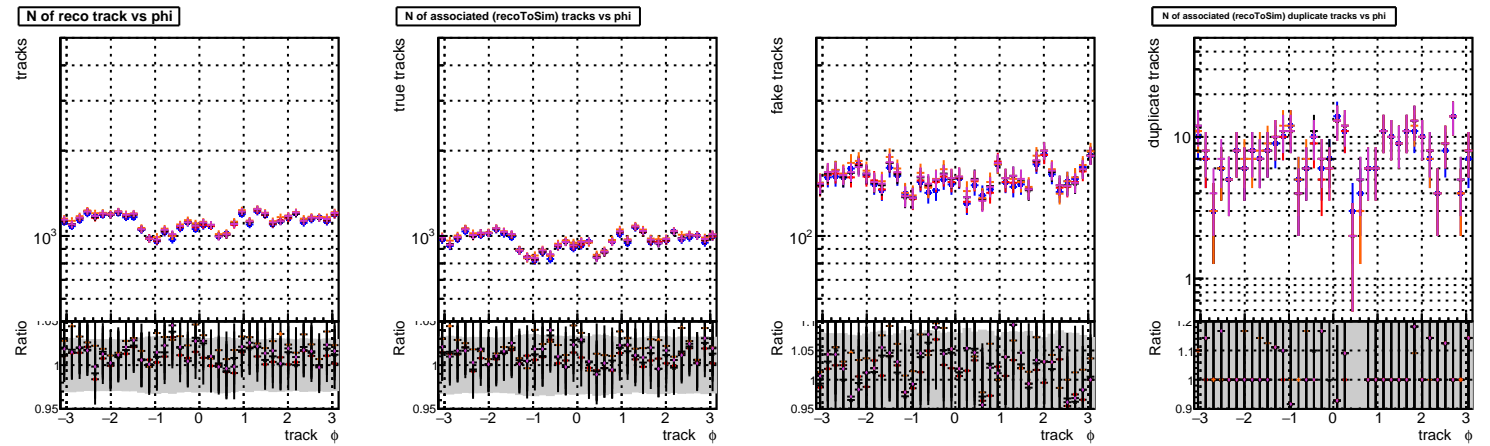 N of reco track vs phi
tracks
10³
Ratio
1
0.95
−3 −2 −1 0 1 2 3
track ϕ
N of associated (recoToSim) tracks vs phi
true tracks
10³
Ratio
1
0.95
−3 −2 −1 0 1 2 3
track ϕ
fake tracks
10²
Ratio
1.05
1
0.95
−3 −2 −1 0 1 2 3
track ϕ
N of associated (recoToSim) duplicate tracks vs phi
duplicate tracks
10
1
Ratio
1.2
1.1
1
0.9
−3 −2 −1 0 1 2 3
track ϕ